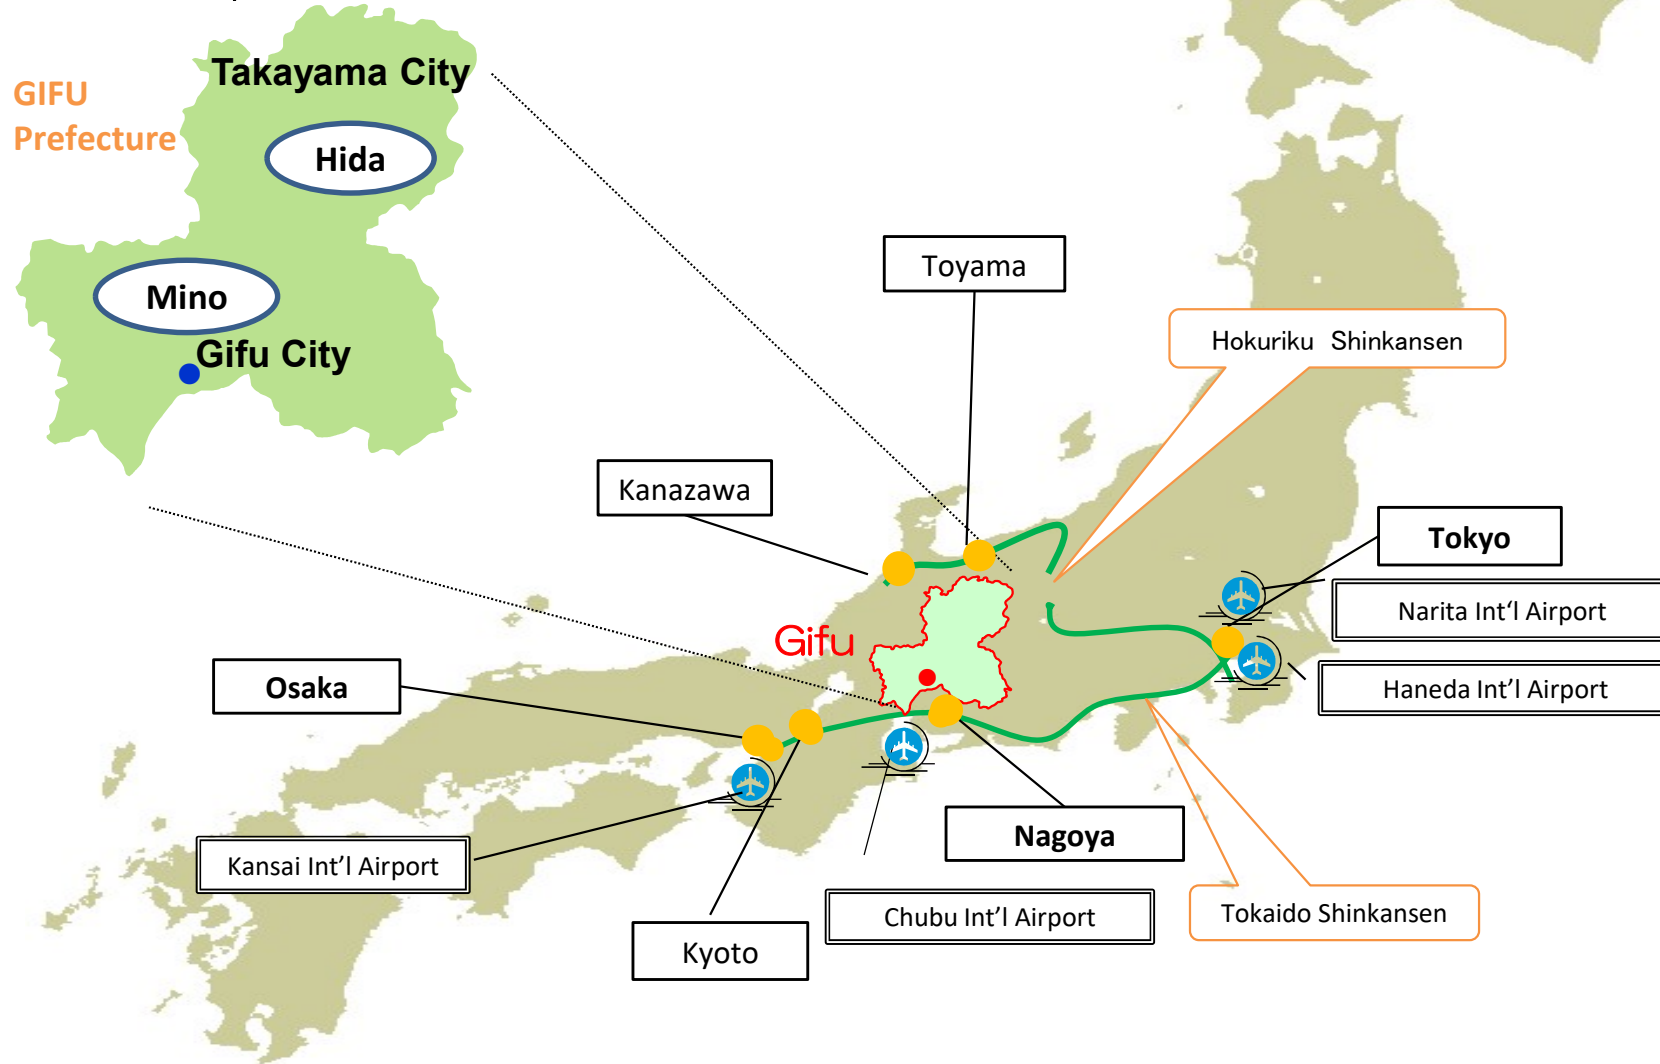 Takayama City
GIFU
Prefecture
Hida
Mino
Gifu City
Toyama
Hokuriku Shinkansen
Kanazawa
Tokyo
Narita Int‘l Airport
Gifu
Osaka
Haneda Int’l Airport
Nagoya
Kansai Int’l Airport
Chubu Int’l Airport
Tokaido Shinkansen
Kyoto